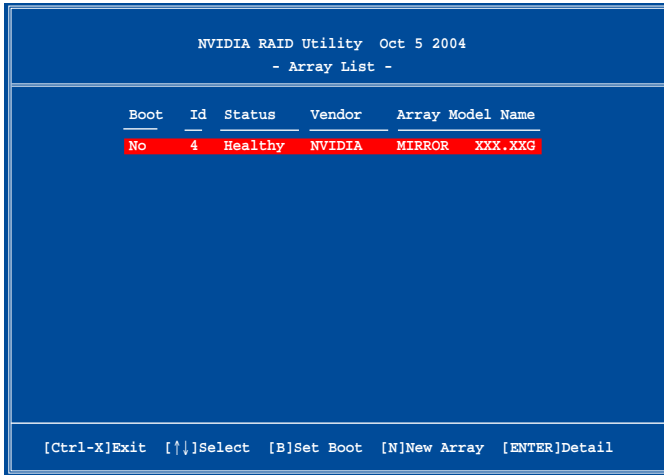 NVIDIA RAID Utility Oct 5 2004
- Array List -
Boot Id Status Vendor Array Model Name
No 4 Healthy NVIDIA MIRROR XXX.XXG
[Ctrl-X]Exit [↑↓]Select [B]Set Boot [N]New Array [ENTER]Detail